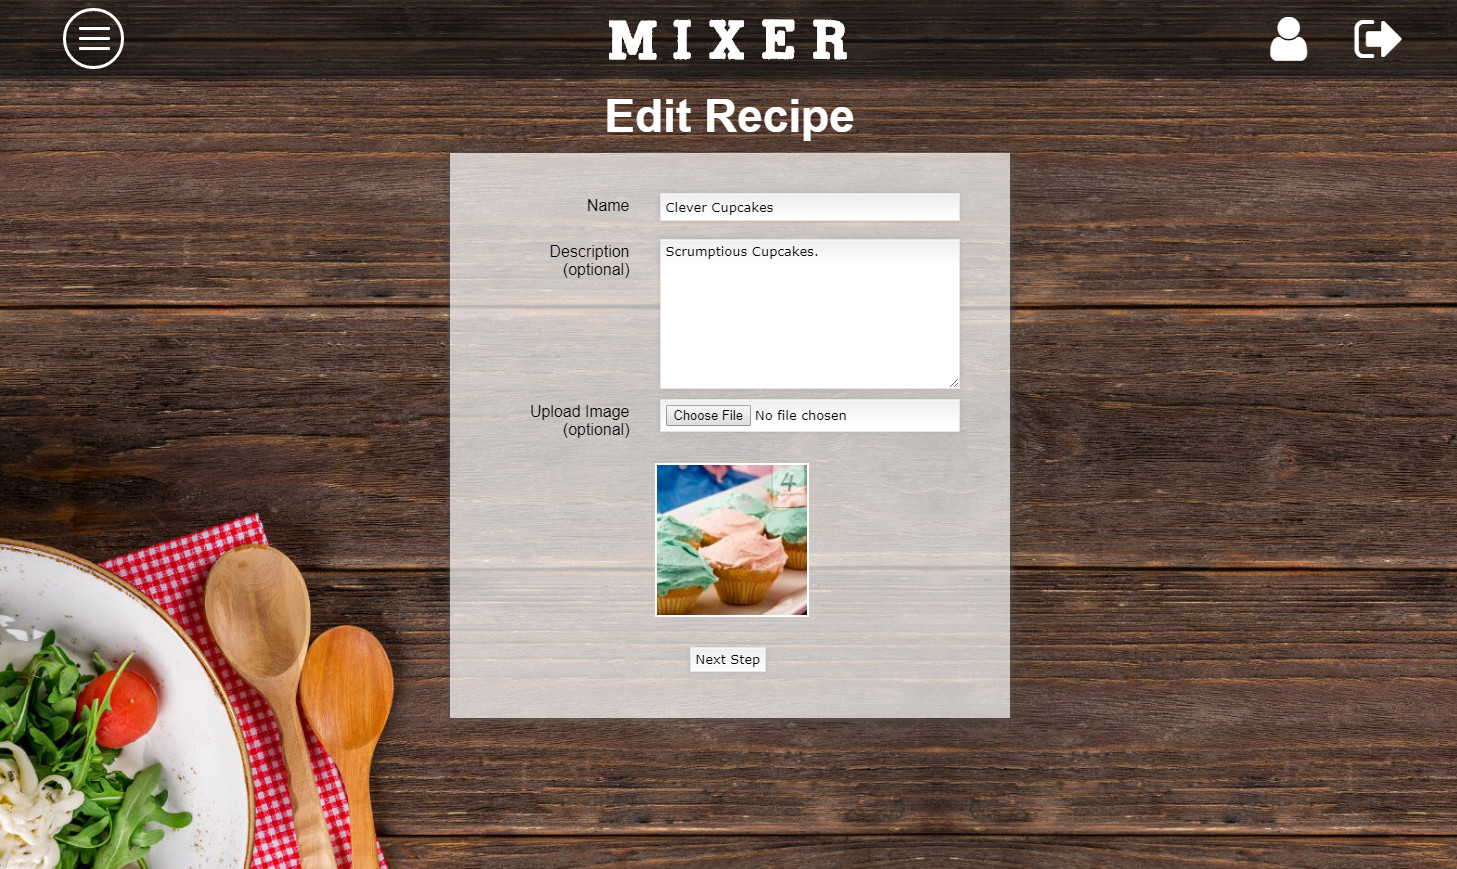 MIXER
Edit Recipe
Name
Clever Cupcakes
Description
(optional)
Scrumptious Cupcakes.
Upload Image
(optional)
Choose File No file chosen
4
Next Step